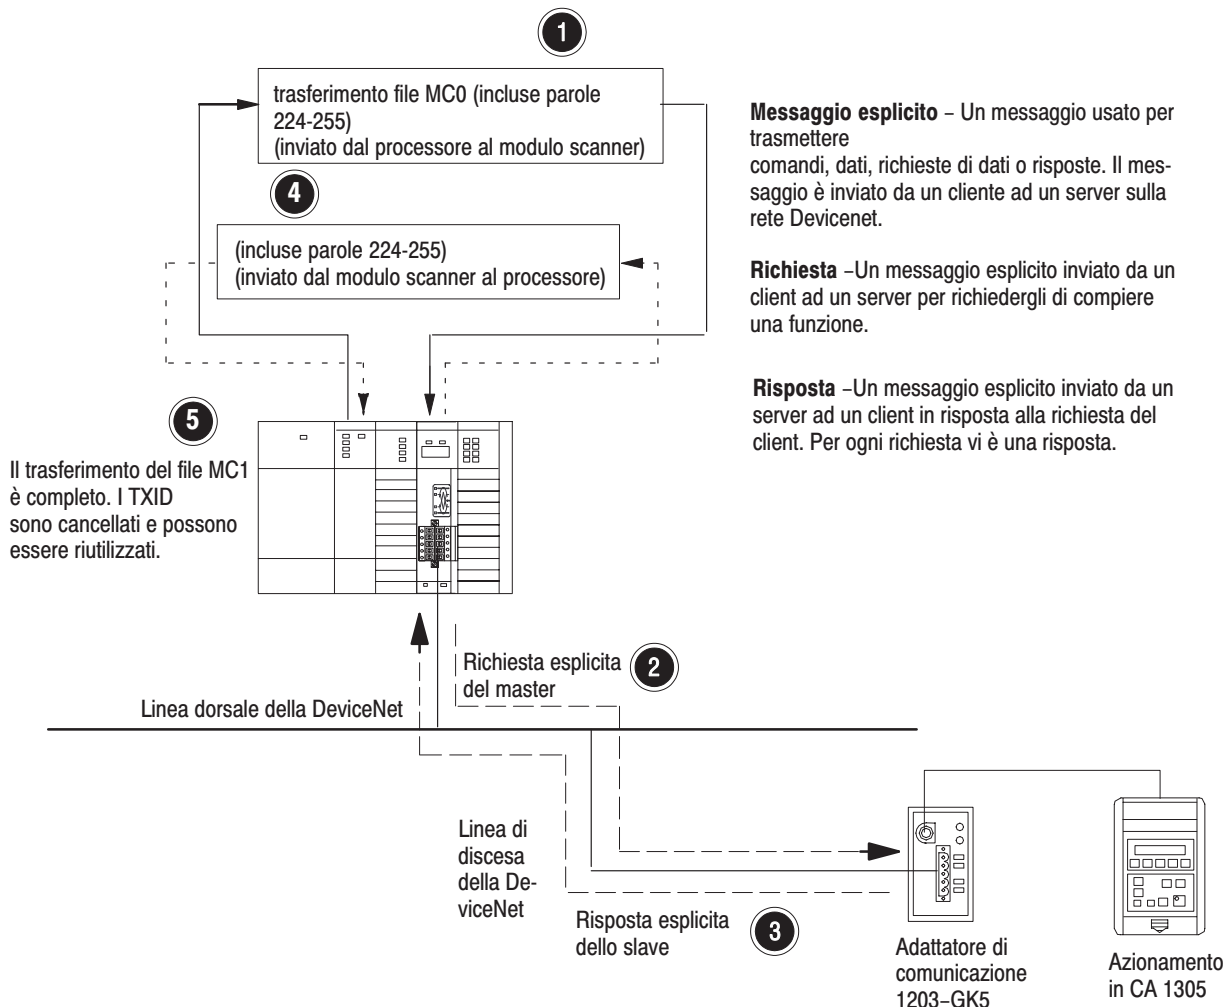 1
trasferimento file MC0 (incluse parole
224-255)
(inviato dal processore al modulo scanner)
4
(incluse parole 224-255)
(inviato dal modulo scanner al processore)
Messaggio esplicito – Un messaggio usato per
trasmettere
comandi, dati, richieste di dati o risposte. Il mes-
saggio è inviato da un cliente ad un server sulla
rete Devicenet.
Richiesta –Un messaggio esplicito inviato da un
client ad un server per richiedergli di compiere
una funzione.
Risposta –Un messaggio esplicito inviato da un
server ad un client in risposta alla richiesta del
client. Per ogni richiesta vi è una risposta.
5
Il trasferimento del file MC1
è completo. I TXID
sono cancellati e possono
essere riutilizzati.
Richiesta esplicita
del master
2
Linea dorsale della DeviceNet
Linea di
discesa
della De-
viceNet
Risposta esplicita
dello slave
3
Adattatore di
comunicazione
1203–GK5
Azionamento
in CA 1305